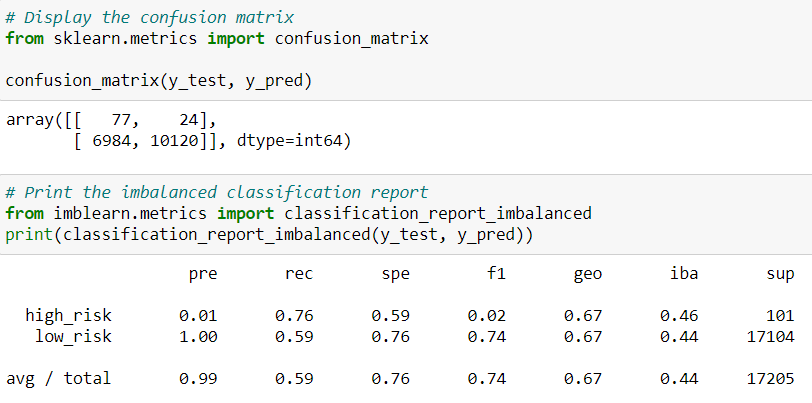 # Display the confusion matrix
from sklearn.metrics import confusion_matrix
confusion_matrix(y_test, y_pred)
array([[   77,    24],
       [ 6984, 10120]], dtype=int64)
# Print the imbalanced classification report
from imblearn.metrics import classification_report_imbalanced
print(classification_report_imbalanced(y_test, y_pred))
                   pre       rec       spe        f1       geo       iba       sup
  high_risk       0.01      0.76      0.59      0.02      0.67      0.46       101
   low_risk       1.00      0.59      0.76      0.74      0.67      0.44     17104
avg / total       0.99      0.59      0.76      0.74      0.67      0.44     17205